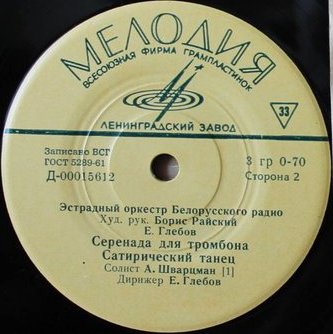 МЕЛОДИЯ
ВСЕСОЮЗНАЯ ФИРМА ГРАМПЛАСТИНОК
33
ЛЕНИНГРАДСКИЙ ЗАВОД
Записано ВСГ
ГОСТ 5289-61
3 гр 0-70
Д-00015612
Сторона 2
Эстрадный оркестр Белорусского радио
Худ. рук. Борис Райский
Е. Глебов
Серенада для тромбона
Сатирический танец
Солист А. Шварцман [1]
Дирижер Е. Глебов